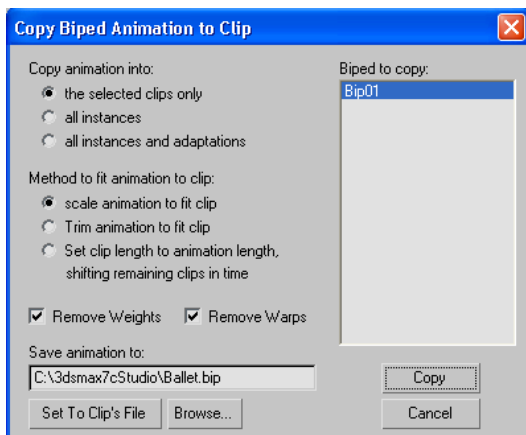 Copy Biped Animation to Clip
Copy animation into:
the selected clips only
all instances
all instances and adaptations
Method to fit animation to clip:
scale animation to fit clip
Trim animation to fit clip
Set clip length to animation length,
shifting remaining clips in time
Remove Weights Remove Warps
Save animation to:
C:\3dsmax7cStudio\Ballet.bip
Set To Clip's File Browse...
Biped to copy:
Bip01
Copy
Cancel